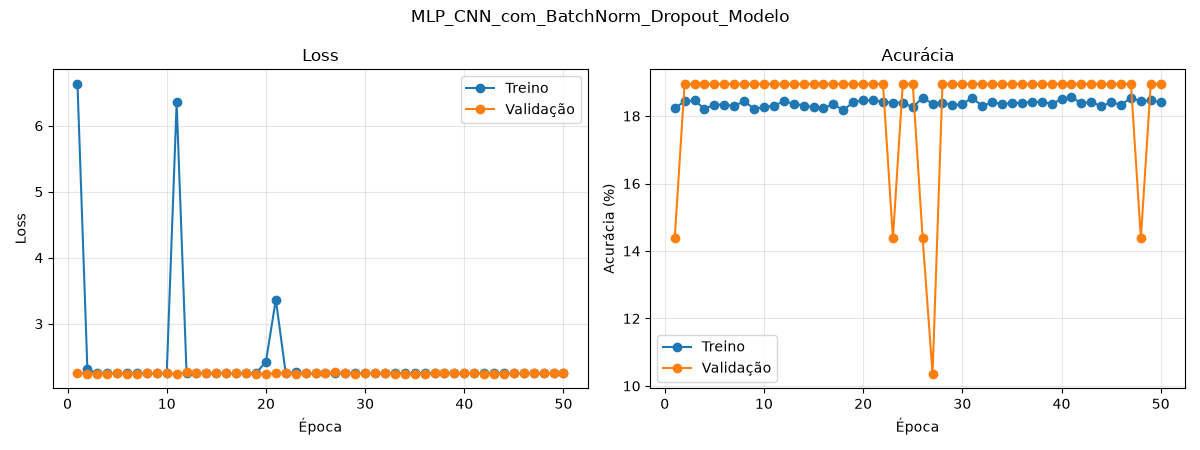 MLP_CNN_com_BatchNorm_Dropout_Modelo
Loss
Loss
6
5
4
3
0
10
20
30
40
50
Época
Treino
Validação
Acurácia
Acurácia (%)
18
16
14
12
10
0
10
20
30
40
50
Época
Treino
Validação